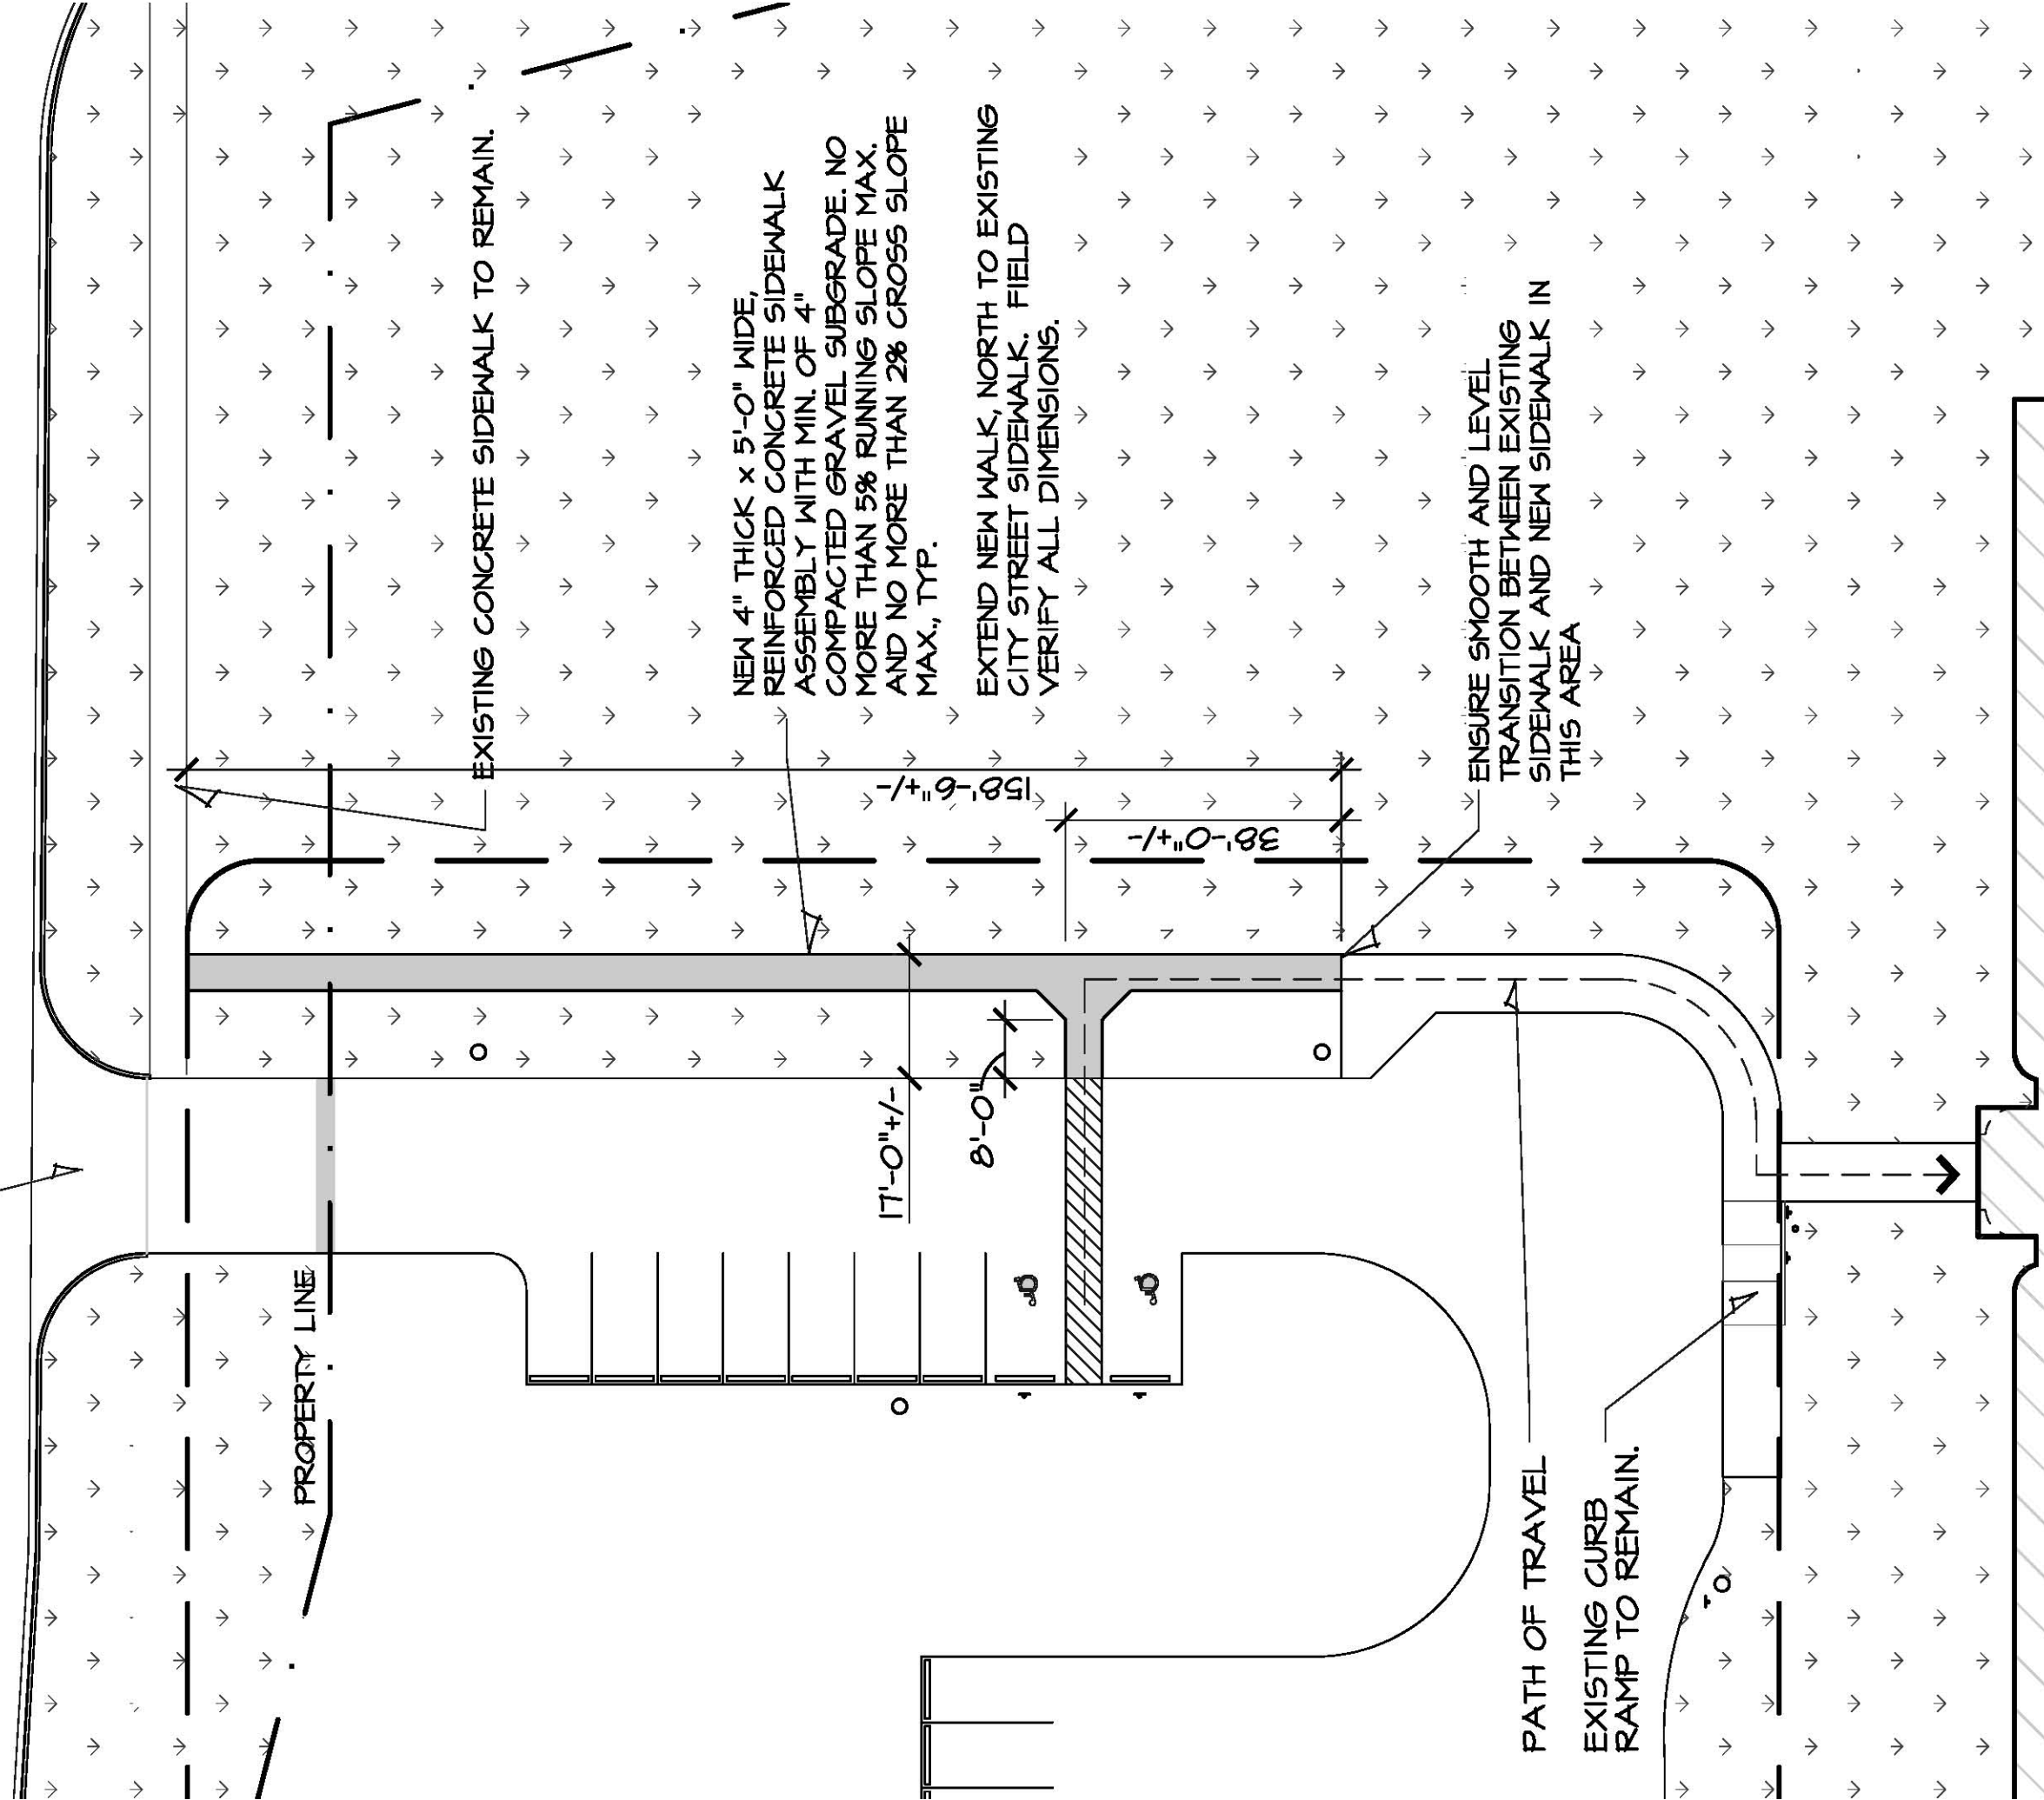 EXISTING CONCRETE SIDEWALK TO REMAIN.
NEW 4" THICK x 5'-0" WIDE,
REINFORCED CONCRETE SIDEWALK
ASSEMBLY WITH MIN. OF 4"
COMPACTED GRAVEL SUBGRADE. NO
MORE THAN 5% RUNNING SLOPE MAX.
AND NO MORE THAN 2% CROSS SLOPE
MAX., TYP.
EXTEND NEW WALK, NORTH TO EXISTING
CITY STREET SIDEWALK. FIELD
VERIFY ALL DIMENSIONS.
ENSURE SMOOTH AND LEVEL
TRANSITION BETWEEN EXISTING
SIDEWALK AND NEW SIDEWALK IN
THIS AREA
158'-6"+/-
38'-0"+/-
17'-0"+/-
8'-0"
PROPERTY LINE
PATH OF TRAVEL
EXISTING CURB
RAMP TO REMAIN.